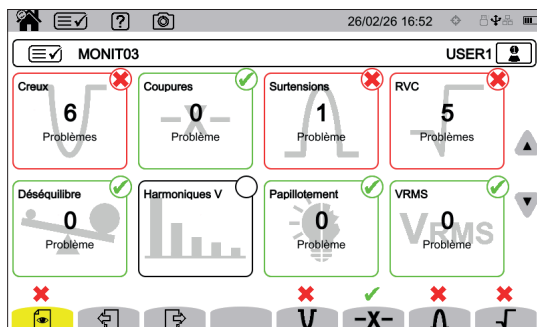 26/02/26 16:52
MONIT03 USER1
Creux Coupures Surtensions RVC
6 0 1 5
Problèmes Problème Problème Problèmes
Déséquilibre Harmoniques V Papillotement VRMS
0 0 VRMS 0
Problème Problème Problème